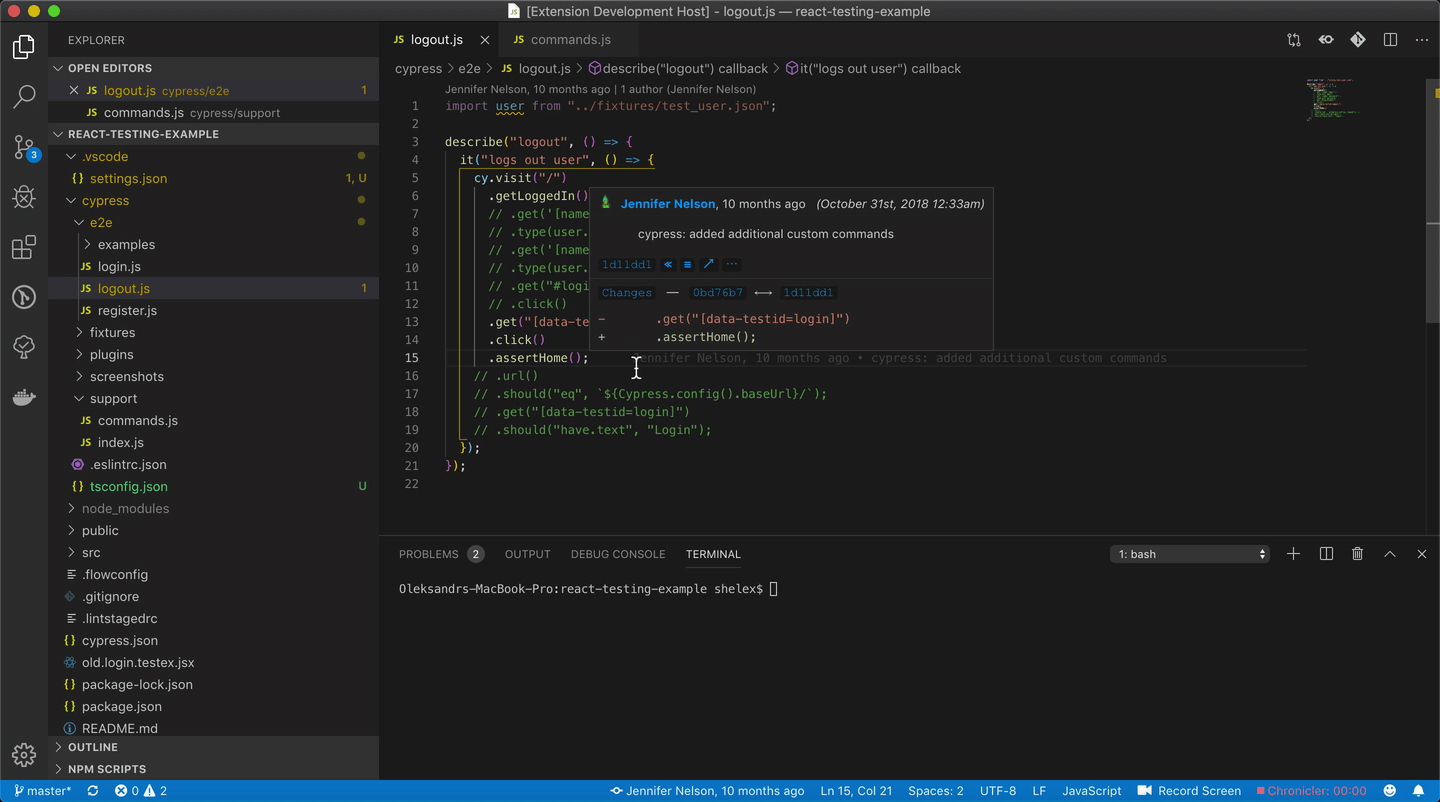 [Extension Development Host] - logout.js — react-testing-example
EXPLORER
OPEN EDITORS
JS logout.js cypress/e2e 1
JS commands.js cypress/support
REACT-TESTING-EXAMPLE
.vscode
{} settings.json 1, U
cypress
e2e
examples
JS login.js
JS logout.js 1
JS register.js
fixtures
plugins
screenshots
support
JS commands.js
JS index.js
.eslintrc.json
{} tsconfig.json U
node_modules
public
src
.flowconfig
.gitignore
.lintstagedrc
{} cypress.json
old.login.testex.jsx
{} package-lock.json
{} package.json
README.md
OUTLINE
NPM SCRIPTS
3
JS logout.js
JS commands.js
cypress > e2e > JS logout.js > describe("logout") callback > it("logs out user") callback
Jennifer Nelson, 10 months ago | 1 author (Jennifer Nelson)
1 import user from "../fixtures/test_user.json";
2
3 describe("logout", () => {
4 it("logs out user", () => {
5 cy.visit("/")
6 .getLoggedIn()
7 // .get('[name
8 // .type(user.
9 // .get('[name
10 // .type(user.
11 // .get("#logi
12 // .click()
13 .get("[data-te
14 .click()
15 .assertHome(); Jennifer Nelson, 10 months ago • cypress: added additional custom commands
16 // .url()
17 // .should("eq", `${Cypress.config().baseUrl}/`);
18 // .get("[data-testid=login]")
19 // .should("have.text", "Login");
20 });
21 });
22
Jennifer Nelson, 10 months ago (October 31st, 2018 12:33am)
cypress: added additional custom commands
1d11dd1
Changes — 0bd76b7 ⟷ 1d11dd1
- .get("[data-testid=login]")
+ .assertHome();
PROBLEMS 2 OUTPUT DEBUG CONSOLE TERMINAL
1: bash
Oleksandrs-MacBook-Pro:react-testing-example shelex$
master* 0 2
Jennifer Nelson, 10 months ago Ln 15, Col 21 Spaces: 2 UTF-8 LF JavaScript Record Screen Chronicler: 00:00